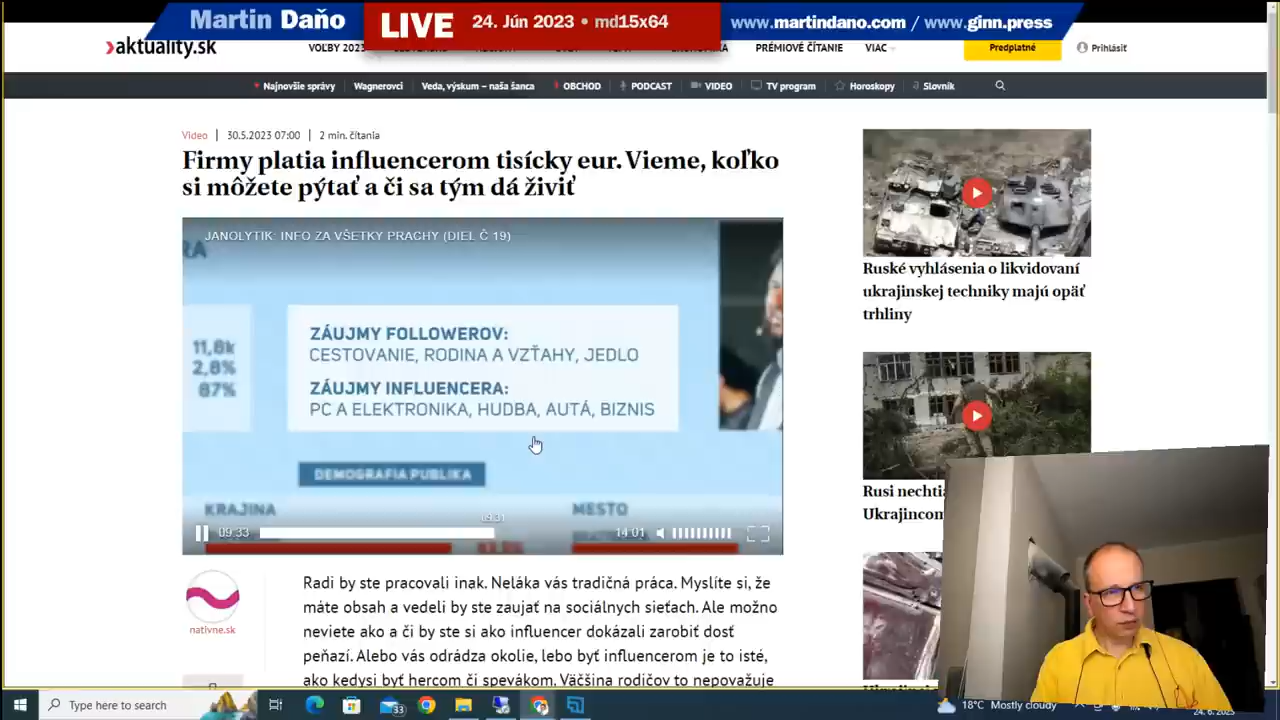 Martin Daňo
LIVE
24. Jún 2023 • md15x64
www.martindano.com / www.ginn.press
aktuality.sk
VOĽBY 2023
PRÉMIOVÉ ČÍTANIE
VIAC
Predplatné
Prihlásiť
Najnovšie správy
Wagnerovci
Veda, výskum – naša šanca
OBCHOD
PODCAST
VIDEO
TV program
Horoskopy
Slovník
Video | 30.5.2023 07:00 | 2 min. čítania
Firmy platia influencerom tisícky eur. Vieme, koľko
si môžete pýtať a či sa tým dá živiť
JANOLYTIK: INFO ZA VŠETKY PRACHY (DIEL Č 19)
RA
11,8k
2,8%
87%
ZÁUJMY FOLLOWEROV:
CESTOVANIE, RODINA A VZŤAHY, JEDLO
ZÁUJMY INFLUENCERA:
PC A ELEKTRONIKA, HUDBA, AUTÁ, BIZNIS
DEMOGRAFIA PUBLIKA
KRAJINA
MESTO
09:31
09:33
14:01
nativne.sk
Radi by ste pracovali inak. Neláka vás tradičná práca. Myslíte si, že
máte obsah a vedeli by ste zaujať na sociálnych sieťach. Ale možno
neviete ako a či by ste si ako influencer dokázali zarobiť dosť
peňazí. Alebo vás odrádza okolie, lebo byť influencerom je to isté,
ako kedysi byť hercom či spevákom. Väčšina rodičov to nepovažuje
Ruské vyhlásenia o likvidovaní
ukrajinskej techniky majú opäť
trhliny
Rusi nechti
Ukrajincom
Type here to search
33
18°C Mostly cloudy